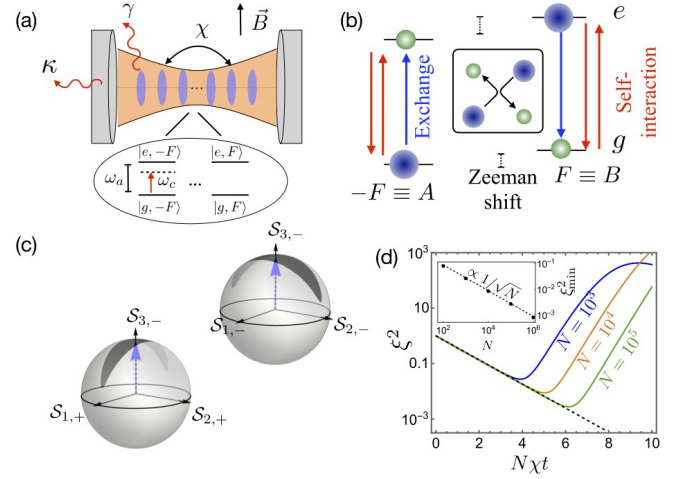 (a)
γ
χ
B⃗
κ
...
|e, −F⟩
|e, F⟩
ω_a
ω_c
...
|g, −F⟩
|g, F⟩
(b)
e
Exchange
Self-
interaction
g
−F ≡ A
Zeeman
shift
F ≡ B
(c)
S_{3,−}
S_{1,−}
S_{2,−}
S_{3,−}
S_{1,+}
S_{2,+}
(d)
10^3
10
ξ^2
0.1
10^{−3}
∝ 1/√N
10^{−1}
10^{−2}
10^{−3}
ξ^2_{min}
10^2
10^4
10^6
N
N = 10^3
N = 10^4
N = 10^5
0
2
4
6
8
10
Nχt